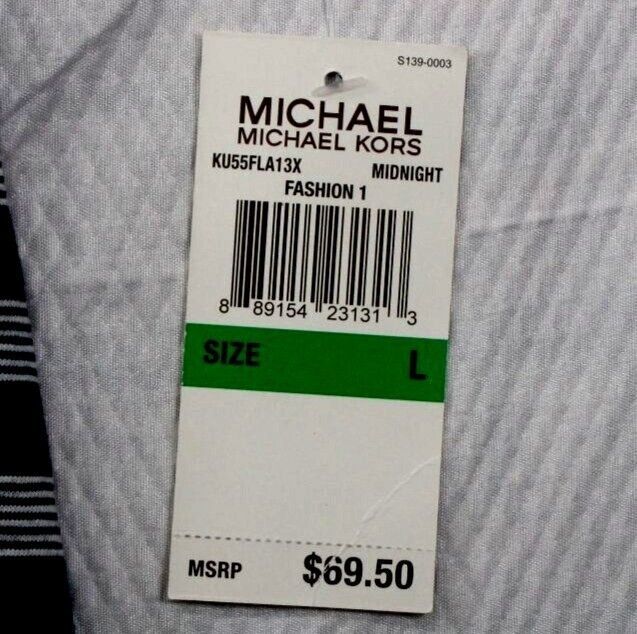 S139-0003
MICHAEL
MICHAEL KORS
KU55FLA13X MIDNIGHT
FASHION 1
8 89154 23131 3
SIZE L
MSRP $69.50